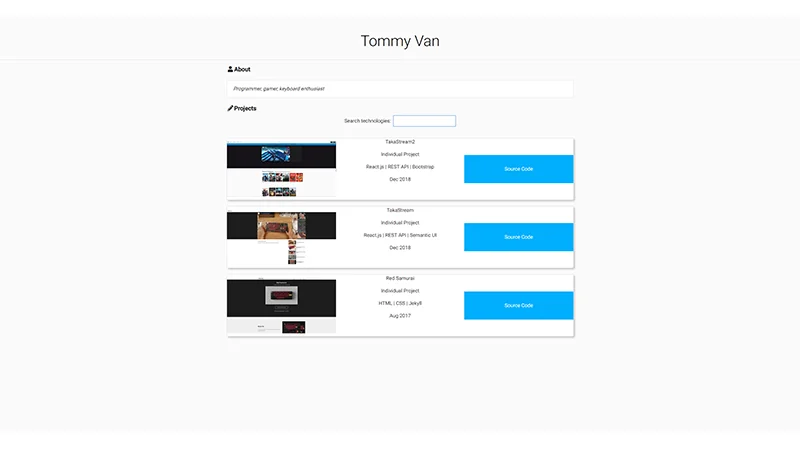 Tommy Van
About
Programmer, gamer, keyboard enthusiast
Projects
Search technologies:
TakaStream2
Individual Project
React.js | REST API | Bootstrap
Dec 2018
Source Code
TakaStream
Individual Project
React.js | REST API | Semantic UI
Dec 2018
Source Code
Red Samurai
Individual Project
HTML | CSS | Jekyll
Aug 2017
Source Code